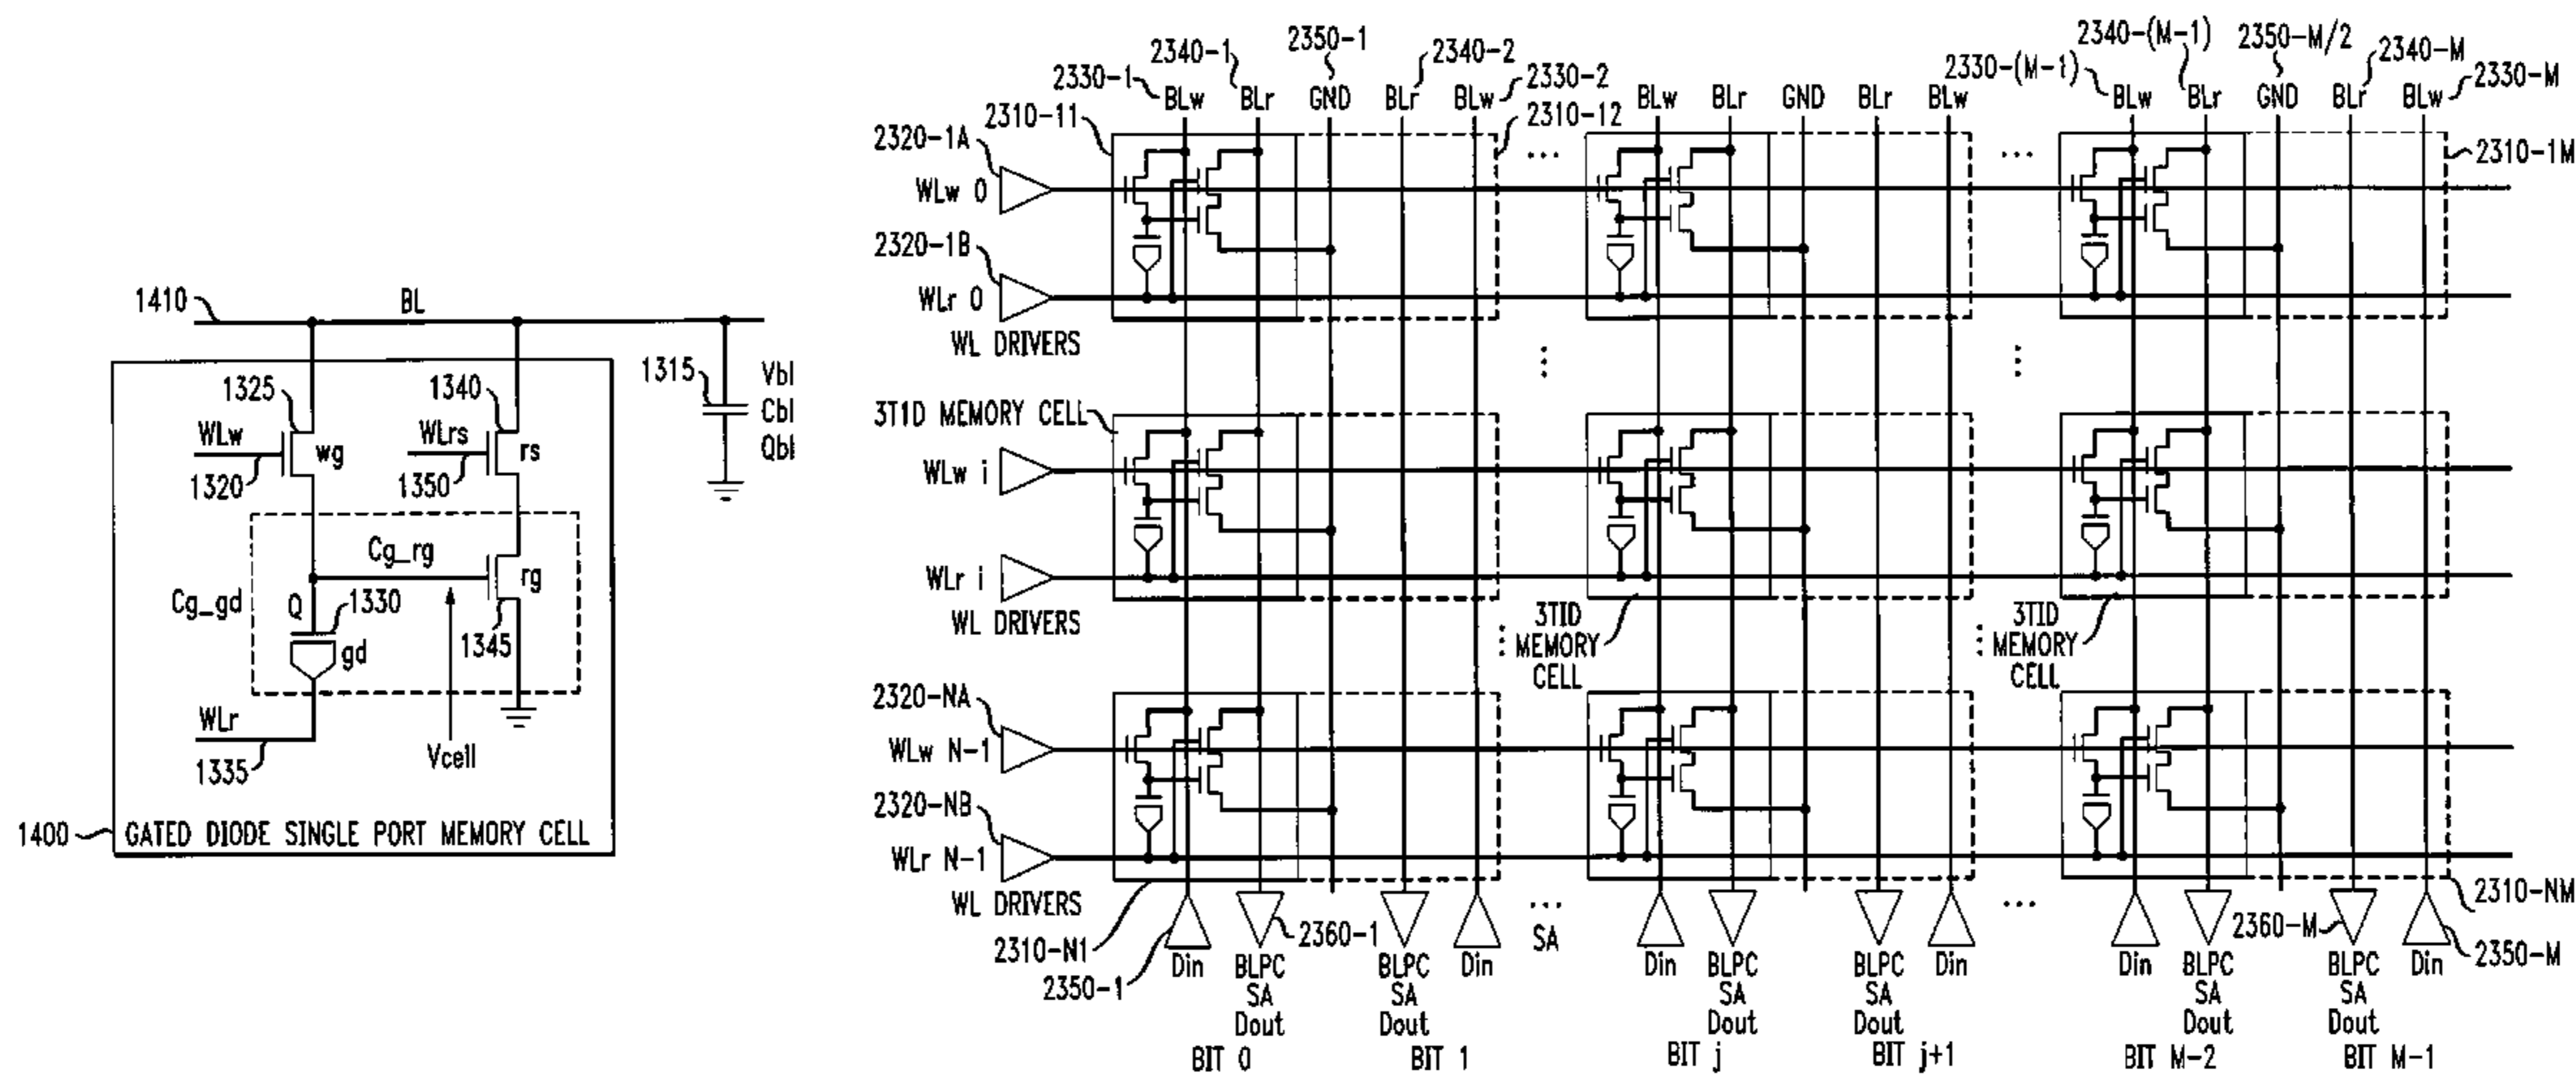 1410
BL
1315
Vbl
Cbl
Qbl
1325
1340
WLw
wg
WLrs
rs
1320
1350
Cg_rg
rg
Cg_gd
Q
1330
gd
1345
WLr
1335
Vcell
1400
GATED DIODE SINGLE PORT MEMORY CELL
2340-1
2350-1
2340-2
2340-(M-1)
2350-M/2
2340-M
2330-1
2330-2
2330-(M-1)
2330-M
BLw BLr GND BLr BLw
BLw BLr GND BLr BLw
BLw BLr GND BLr BLw
2310-11
2310-12
2310-1M
2320-1A
WLw 0
...
...
2320-1B
WLr 0
WL DRIVERS
3T1D MEMORY CELL
WLw i
WLr i
WL DRIVERS
3T1D
MEMORY
CELL
3T1D
MEMORY
CELL
2320-NA
WLw N-1
2320-NB
WLr N-1
WL DRIVERS
2310-N1
2350-1
2360-1
...
SA
...
2310-NM
2360-M
2350-M
Din BLPC BLPC Din
SA SA
Dout Dout
BIT 0 BIT 1
Din BLPC BLPC Din
SA SA
Dout Dout
BIT j BIT j+1
Din BLPC BLPC Din
SA SA
Dout Dout
BIT M-2 BIT M-1